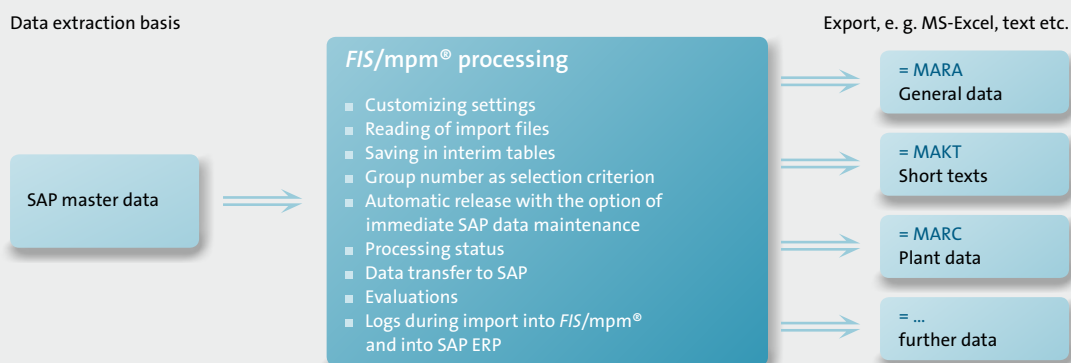 Data extraction basis
Export, e. g. MS-Excel, text etc.
SAP master data
FIS/mpm® processing
Customizing settings
Reading of import files
Saving in interim tables
Group number as selection criterion
Automatic release with the option of
immediate SAP data maintenance
Processing status
Data transfer to SAP
Evaluations
Logs during import into FIS/mpm®
and into SAP ERP
= MARA
General data
= MAKT
Short texts
= MARC
Plant data
= ...
further data